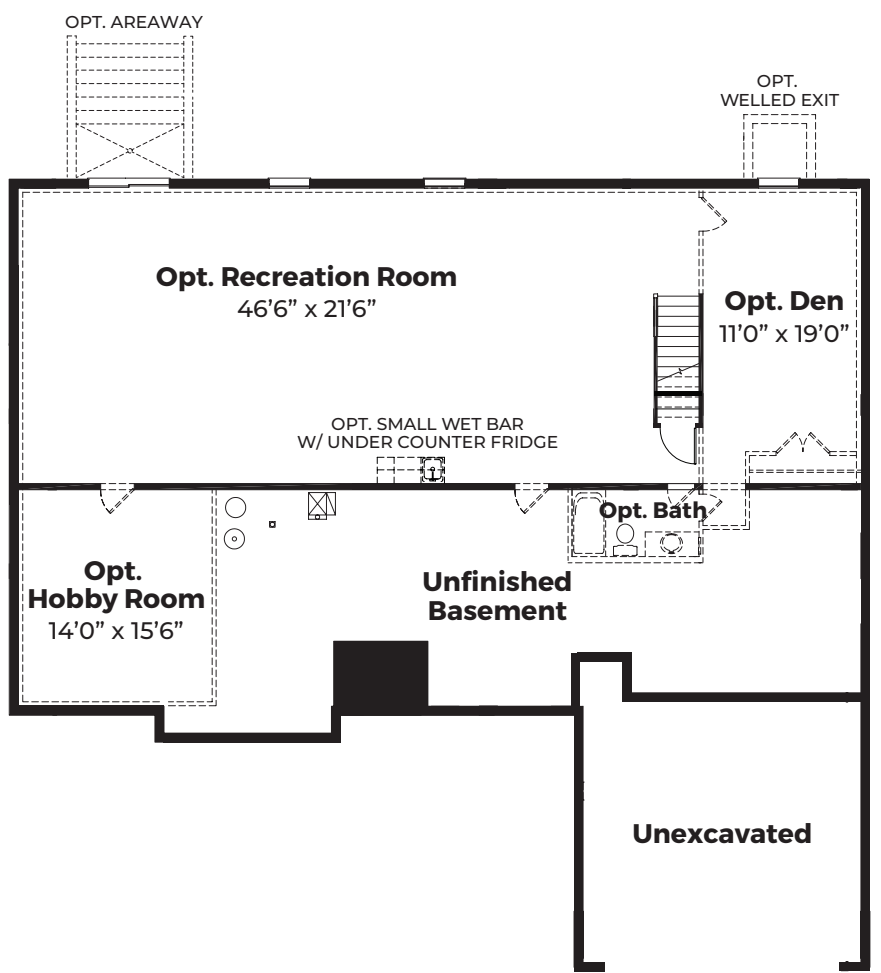 OPT. AREAWAY
OPT.
WELLED EXIT
Opt. Recreation Room
46’6” x 21’6”
Opt. Den
11’0” x 19’0”
OPT. SMALL WET BAR
W/ UNDER COUNTER FRIDGE
Opt. Bath
Opt.
Hobby Room
14’0” x 15’6”
Unfinished
Basement
Unexcavated